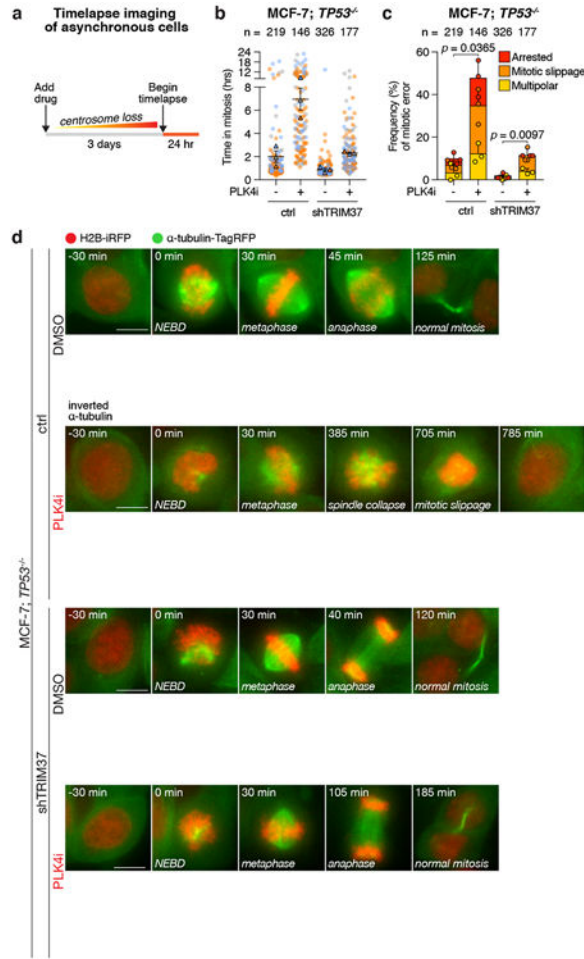 a
Timelapse imaging
of asynchronous cells
Add
drug
Begin
timelapse
centrosome loss
3 days
24 hr
b
MCF-7; TP53-/-
n = 219 146 326 177
Time in mitosis (hrs)
24
20
16
12
8
6
4
2
0
PLK4i - + - +
ctrl shTRIM37
c
MCF-7; TP53-/-
n = 219 146 326 177
p = 0.0365
Arrested
Mitotic slippage
Multipolar
p = 0.0097
Frequency (%)
of mitotic error
60
40
20
0
PLK4i - + - +
ctrl shTRIM37
d
H2B-iRFP α-tubulin-TagRFP
MCF-7; TP53-/-
ctrl
DMSO
-30 min 0 min 30 min 45 min 125 min
NEBD metaphase anaphase normal mitosis
inverted
α-tubulin
PLK4i
-30 min 0 min 30 min 385 min 705 min 785 min
NEBD metaphase spindle collapse mitotic slippage
shTRIM37
DMSO
-30 min 0 min 30 min 40 min 120 min
NEBD metaphase anaphase normal mitosis
PLK4i
-30 min 0 min 30 min 105 min 185 min
NEBD metaphase anaphase normal mitosis